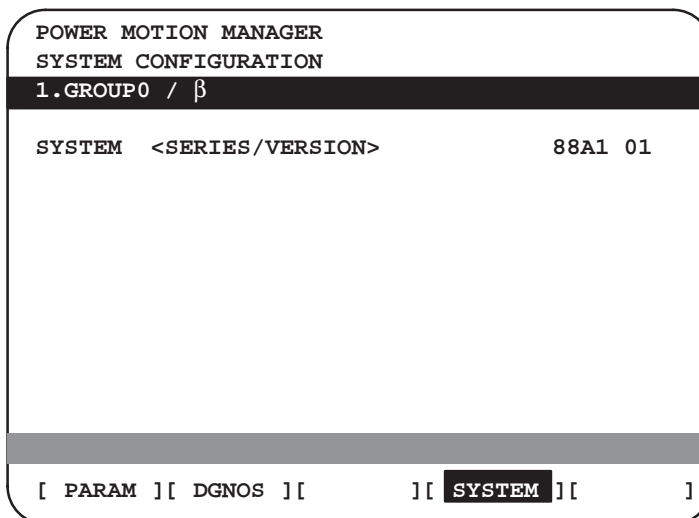 POWER MOTION MANAGER
SYSTEM CONFIGURATION
1.GROUP0 / β
SYSTEM <SERIES/VERSION> 88A1 01
[ PARAM ][ DGNOS ][ ][ SYSTEM ][ ]